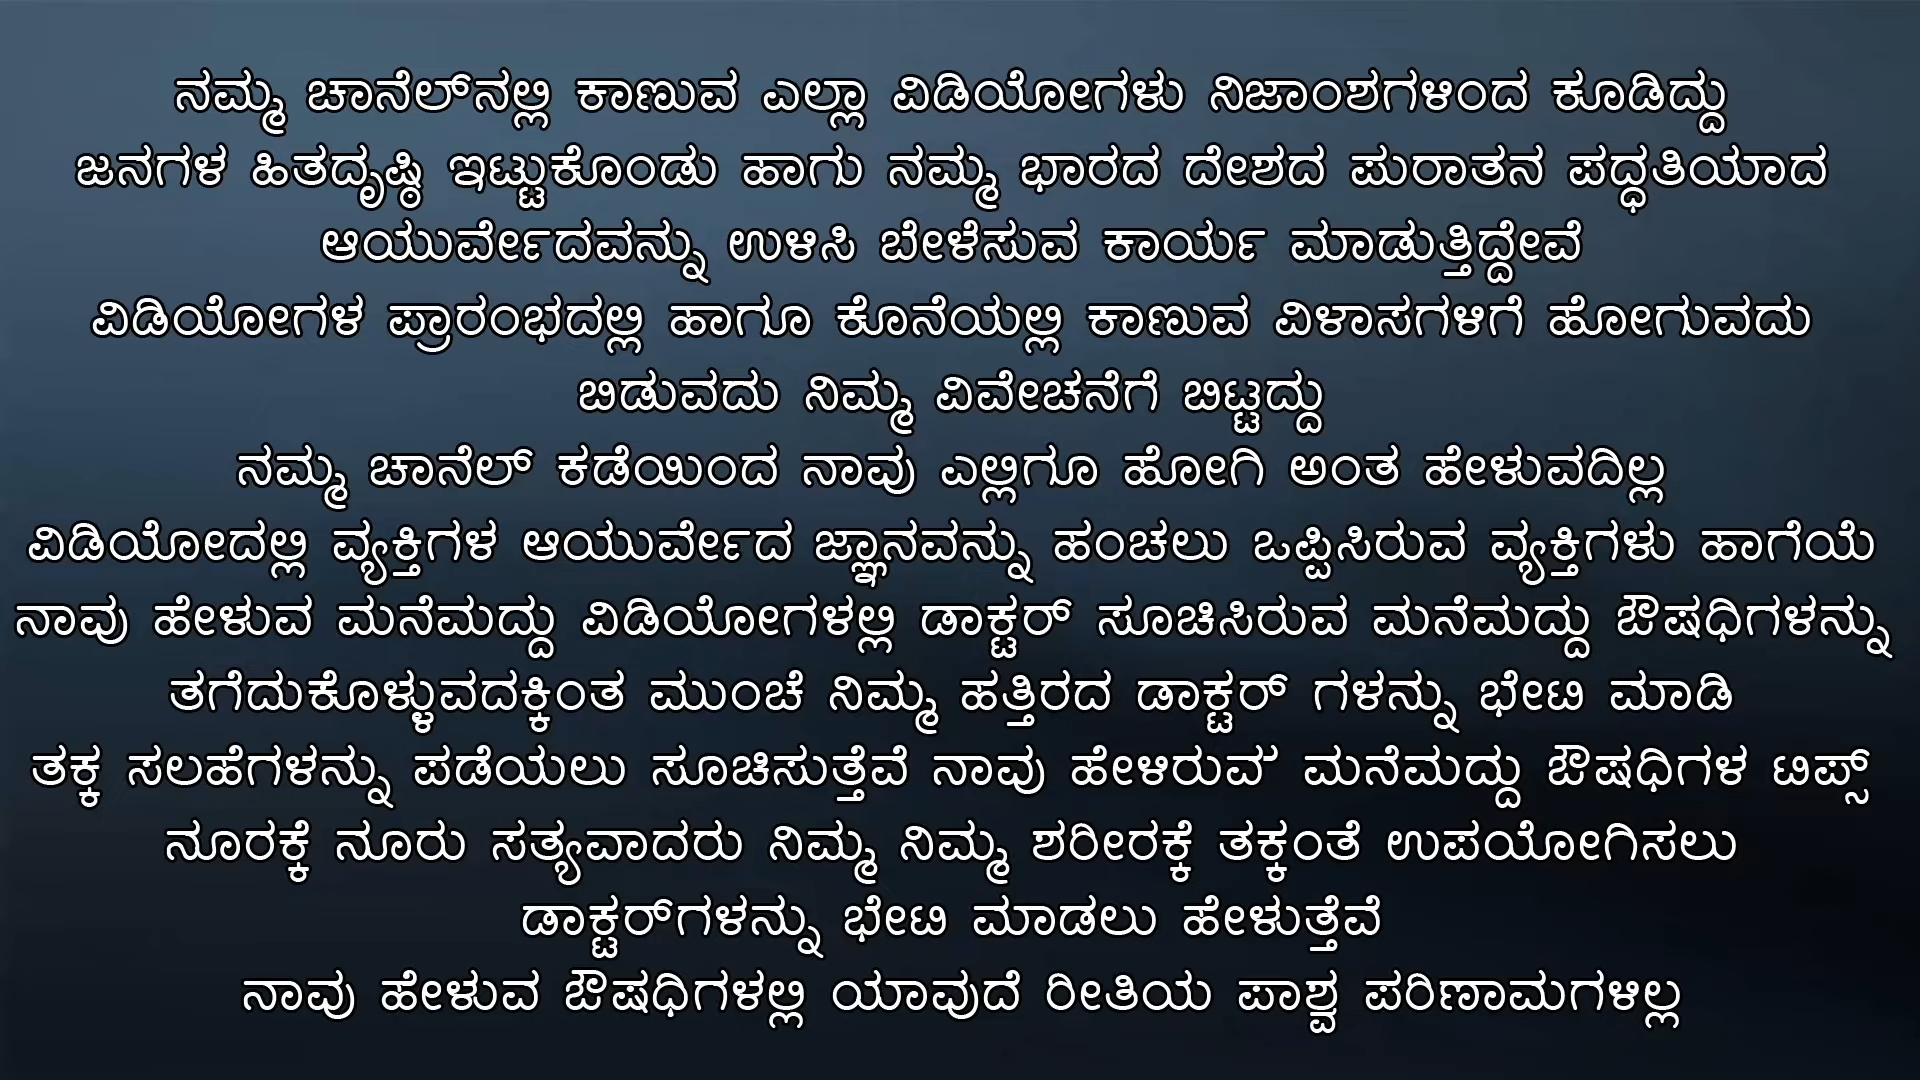 ನಮ್ಮ ಚಾನೆಲ್‌ನಲ್ಲಿ ಕಾಣುವ ಎಲ್ಲಾ ವಿಡಿಯೋಗಳು ನಿಜಾಂಶಗಳಿಂದ ಕೂಡಿದ್ದು
ಜನಗಳ ಹಿತದೃಷ್ಠಿ ಇಟ್ಟುಕೊಂಡು ಹಾಗು ನಮ್ಮ ಭಾರದ ದೇಶದ ಪುರಾತನ ಪದ್ಧತಿಯಾದ
ಆಯುರ್ವೇದವನ್ನು ಉಳಿಸಿ ಬೇಳೆಸುವ ಕಾರ್ಯ ಮಾಡುತ್ತಿದ್ದೇವೆ
ವಿಡಿಯೋಗಳ ಪ್ರಾರಂಭದಲ್ಲಿ ಹಾಗೂ ಕೊನೆಯಲ್ಲಿ ಕಾಣುವ ವಿಳಾಸಗಳಿಗೆ ಹೋಗುವದು
ಬಿಡುವದು ನಿಮ್ಮ ವಿವೇಚನೆಗೆ ಬಿಟ್ಟದ್ದು
ನಮ್ಮ ಚಾನೆಲ್ ಕಡೆಯಿಂದ ನಾವು ಎಲ್ಲಿಗೂ ಹೋಗಿ ಅಂತ ಹೇಳುವದಿಲ್ಲ
ವಿಡಿಯೋದಲ್ಲಿ ವ್ಯಕ್ತಿಗಳ ಆಯುರ್ವೇದ ಜ್ಞಾನವನ್ನು ಹಂಚಲು ಒಪ್ಪಿಸಿರುವ ವ್ಯಕ್ತಿಗಳು ಹಾಗೆಯೆ
ನಾವು ಹೇಳುವ ಮನೆಮದ್ದು ವಿಡಿಯೋಗಳಲ್ಲಿ ಡಾಕ್ಟರ್ ಸೂಚಿಸಿರುವ ಮನೆಮದ್ದು ಔಷಧಿಗಳನ್ನು
ತಗೆದುಕೊಳ್ಳುವದಕ್ಕಿಂತ ಮುಂಚೆ ನಿಮ್ಮ ಹತ್ತಿರದ ಡಾಕ್ಟರ್ ಗಳನ್ನು ಭೇಟಿ ಮಾಡಿ
ತಕ್ಕ ಸಲಹೆಗಳನ್ನು ಪಡೆಯಲು ಸೂಚಿಸುತ್ತೆವೆ ನಾವು ಹೇಳಿರುವ ಮನೆಮದ್ದು ಔಷಧಿಗಳ ಟಿಪ್ಸ್
ನೂರಕ್ಕೆ ನೂರು ಸತ್ಯವಾದರು ನಿಮ್ಮ ನಿಮ್ಮ ಶರೀರಕ್ಕೆ ತಕ್ಕಂತೆ ಉಪಯೋಗಿಸಲು
ಡಾಕ್ಟರ್‌ಗಳನ್ನು ಭೇಟಿ ಮಾಡಲು ಹೇಳುತ್ತೆವೆ
ನಾವು ಹೇಳುವ ಔಷಧಿಗಳಲ್ಲಿ ಯಾವುದೆ ರೀತಿಯ ಪಾಶ್ವ ಪರಿಣಾಮಗಳಿಲ್ಲ